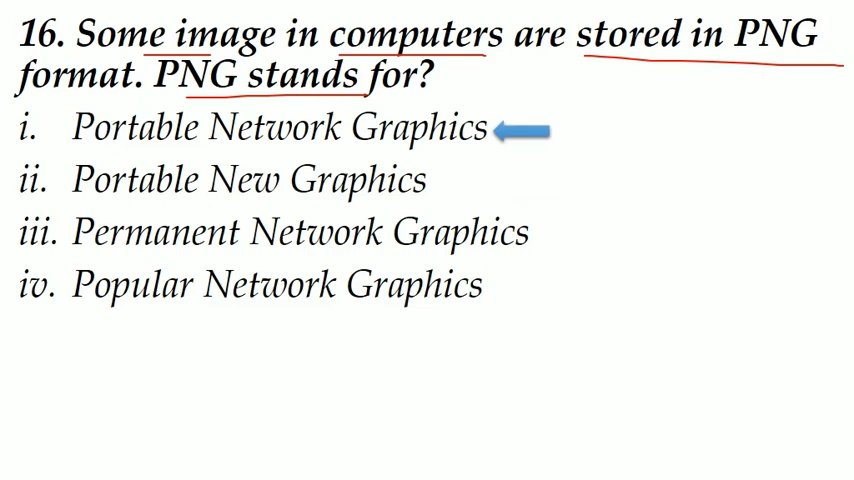 16. Some image in computers are stored in PNG
format. PNG stands for?
i. Portable Network Graphics
ii. Portable New Graphics
iii. Permanent Network Graphics
iv. Popular Network Graphics